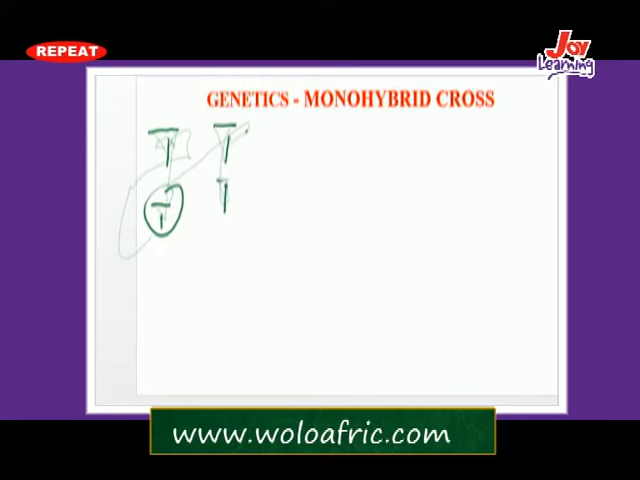 REPEAT
Joy
Learning
GENETICS - MONOHYBRID CROSS
T T
T T
www.woloafric.com